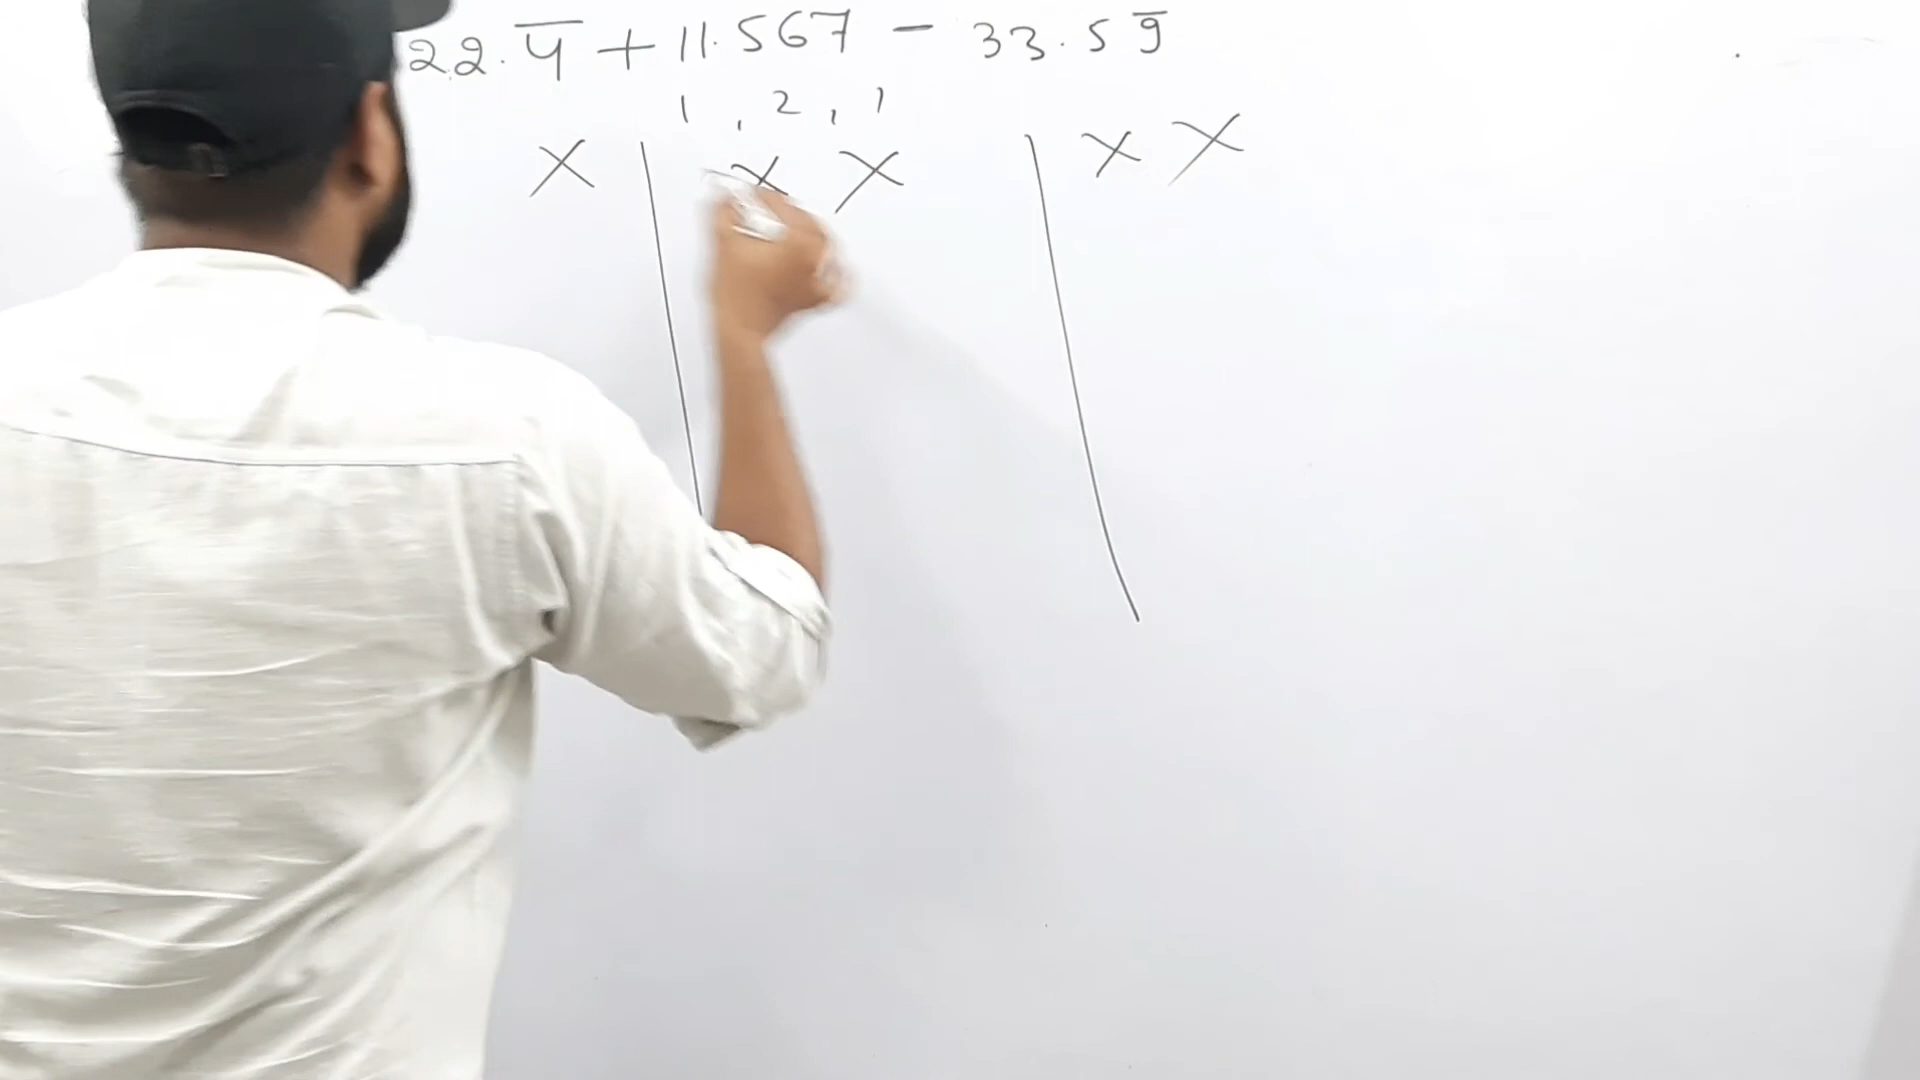 22.4̅ + 11.567̅ - 33.59̅
1 , 2 , 1
X | X X | X X